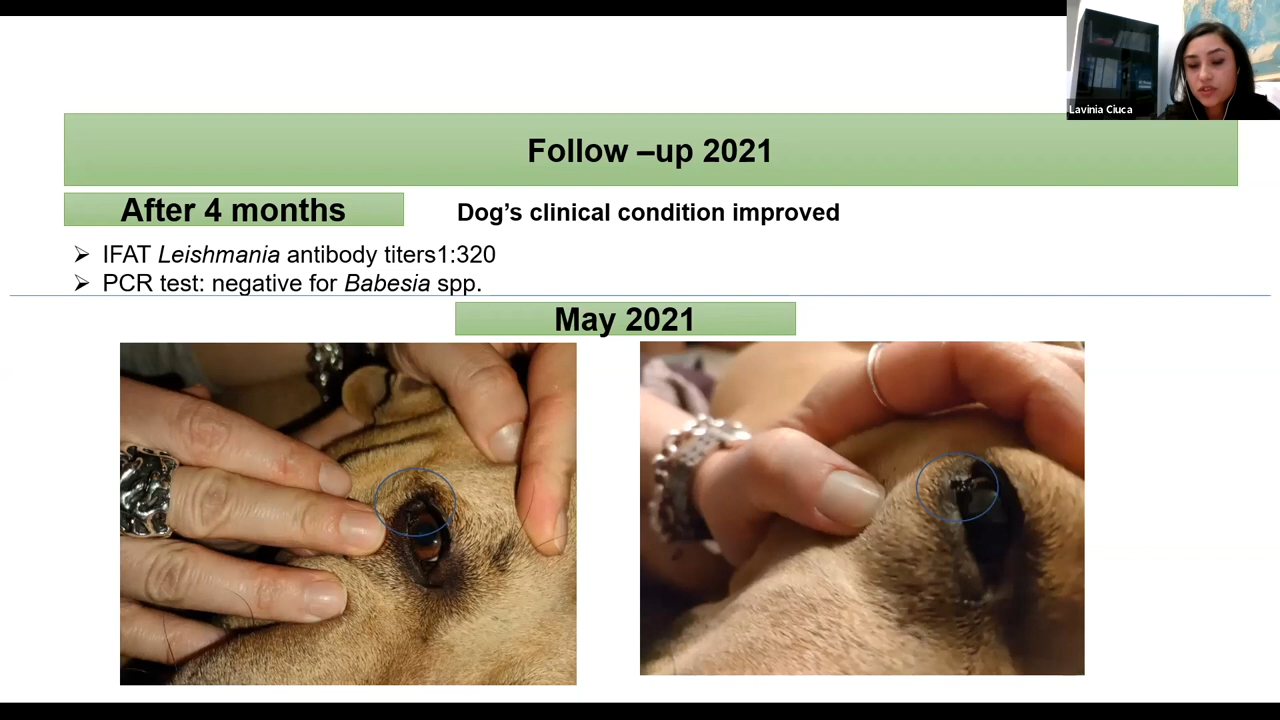 Lavinia Ciuca
Follow –up 2021
After 4 months
Dog’s clinical condition improved
➢ IFAT Leishmania antibody titers1:320
➢ PCR test: negative for Babesia spp.
May 2021